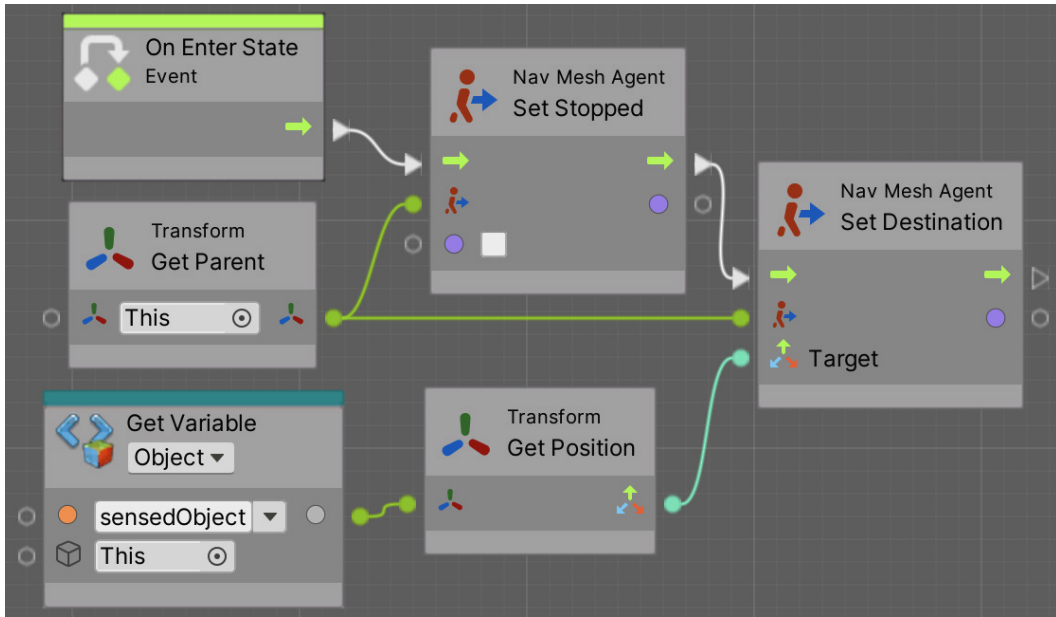 On Enter State
Event
Nav Mesh Agent
Set Stopped
Nav Mesh Agent
Set Destination
Target
Transform
Get Parent
This
Get Variable
Object
sensedObject
This
Transform
Get Position